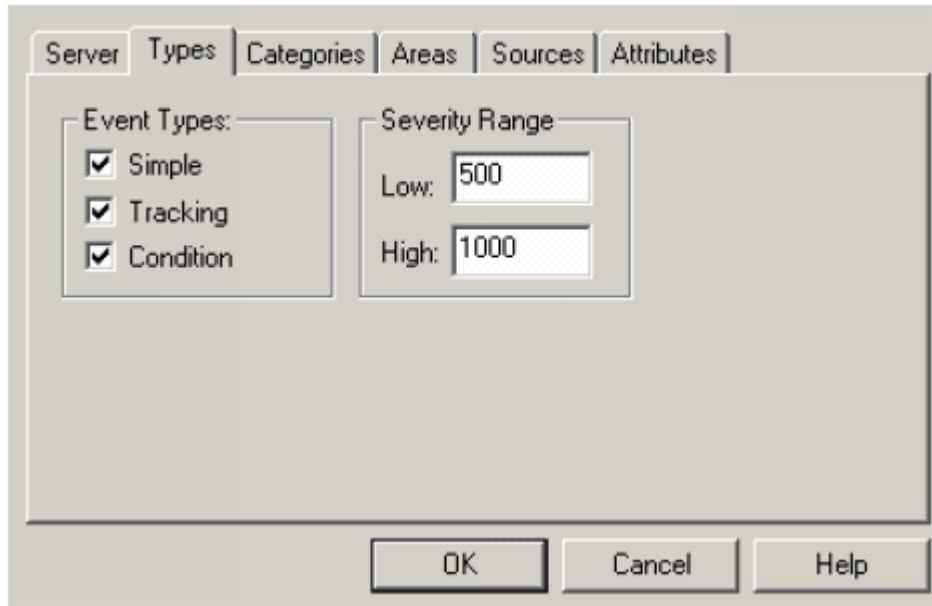 Server Types Categories Areas Sources Attributes
Event Types:
Simple
Tracking
Condition
Severity Range
Low: 500
High: 1000
OK Cancel Help